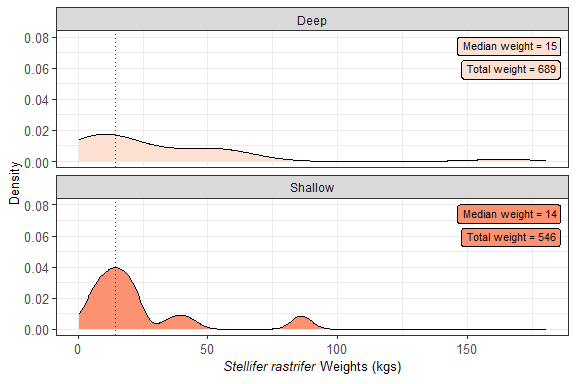 Deep
0.08
0.06
0.04
0.02
0.00
Median weight = 15
Total weight = 689
Shallow
0.08
0.06
0.04
0.02
0.00
Median weight = 14
Total weight = 546
Density
0
50
100
150
Stellifer rastrifer Weights (kgs)